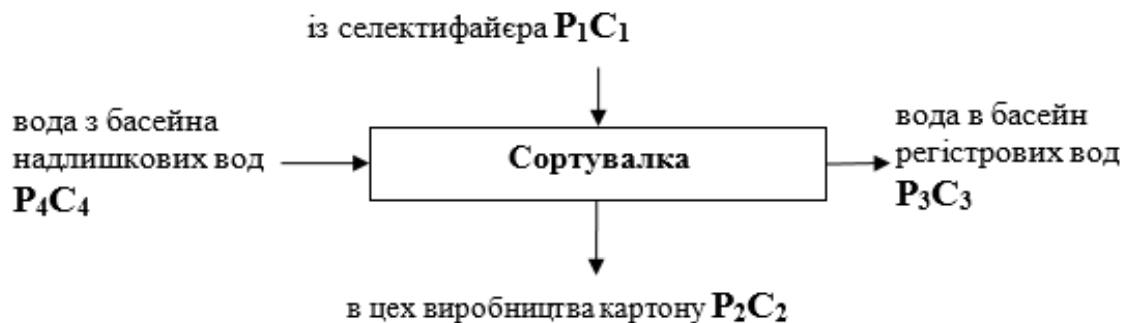 із селектифайєра P₁C₁
вода з басейна
надлишкових вод
P₄C₄
Сортувалка
вода в басейн
регістрових вод
P₃C₃
в цех виробництва картону P₂C₂